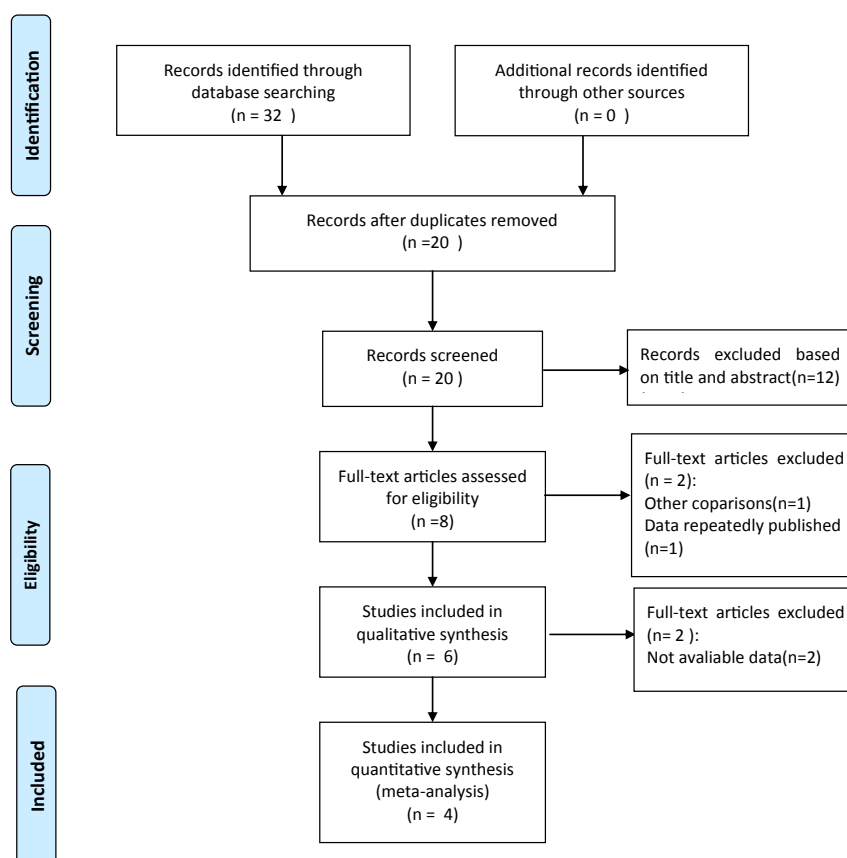 Identification
Records identified through
database searching
(n = 32 )
Additional records identified
through other sources
(n = 0 )
Records after duplicates removed
(n =20 )
Screening
Records screened
(n = 20 )
Records excluded based
on title and abstract(n=12)
Eligibility
Full-text articles assessed
for eligibility
(n =8)
Full-text articles excluded
(n = 2):
Other coparisons(n=1)
Data repeatedly published
(n=1)
Studies included in
qualitative synthesis
(n = 6)
Full-text articles excluded
(n= 2 ):
Not avaliable data(n=2)
Included
Studies included in
quantitative synthesis
(meta-analysis)
(n = 4)